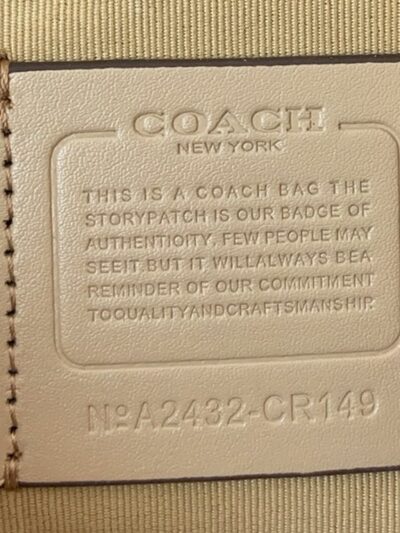 COACH
NEW YORK
THIS IS A COACH BAG THE
STORYPATCH IS OUR BADGE OF
AUTHENTIOITY. FEW PEOPLE MAY
SEEIT.BUT IT WILLALWAYS BEA
REMINDER OF OUR COMMITMENT
TOQUALITYANDCRAFTSMANSHIP.
NºA2432-CR149